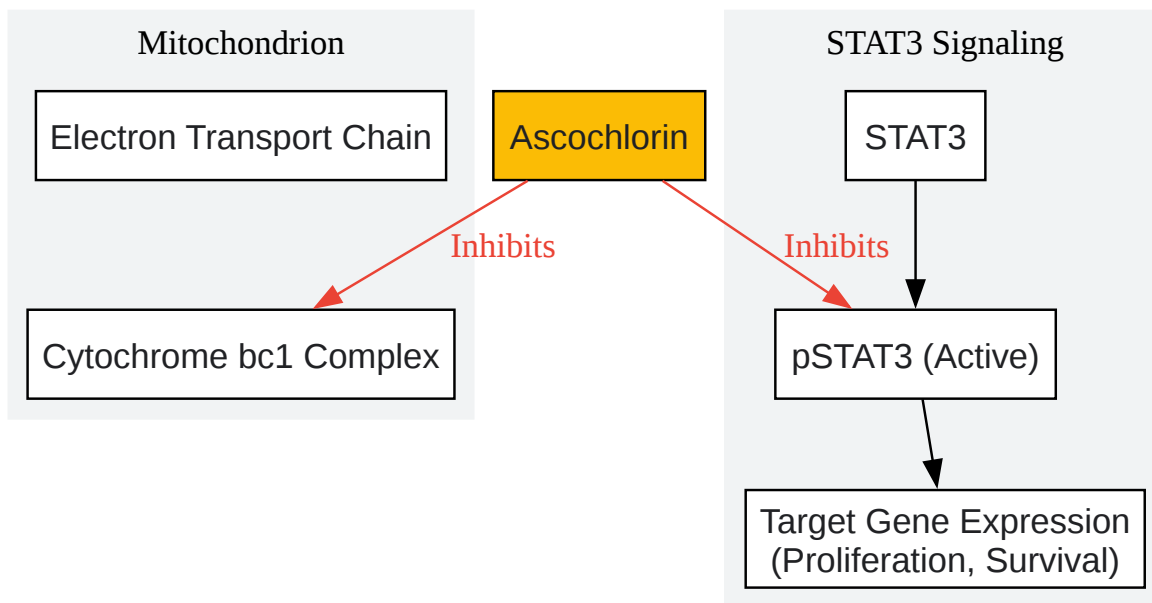 Mitochondrion
STAT3 Signaling
Electron Transport Chain
Ascochlorin
STAT3
Inhibits
Inhibits
Cytochrome bc1 Complex
pSTAT3 (Active)
Target Gene Expression
(Proliferation, Survival)